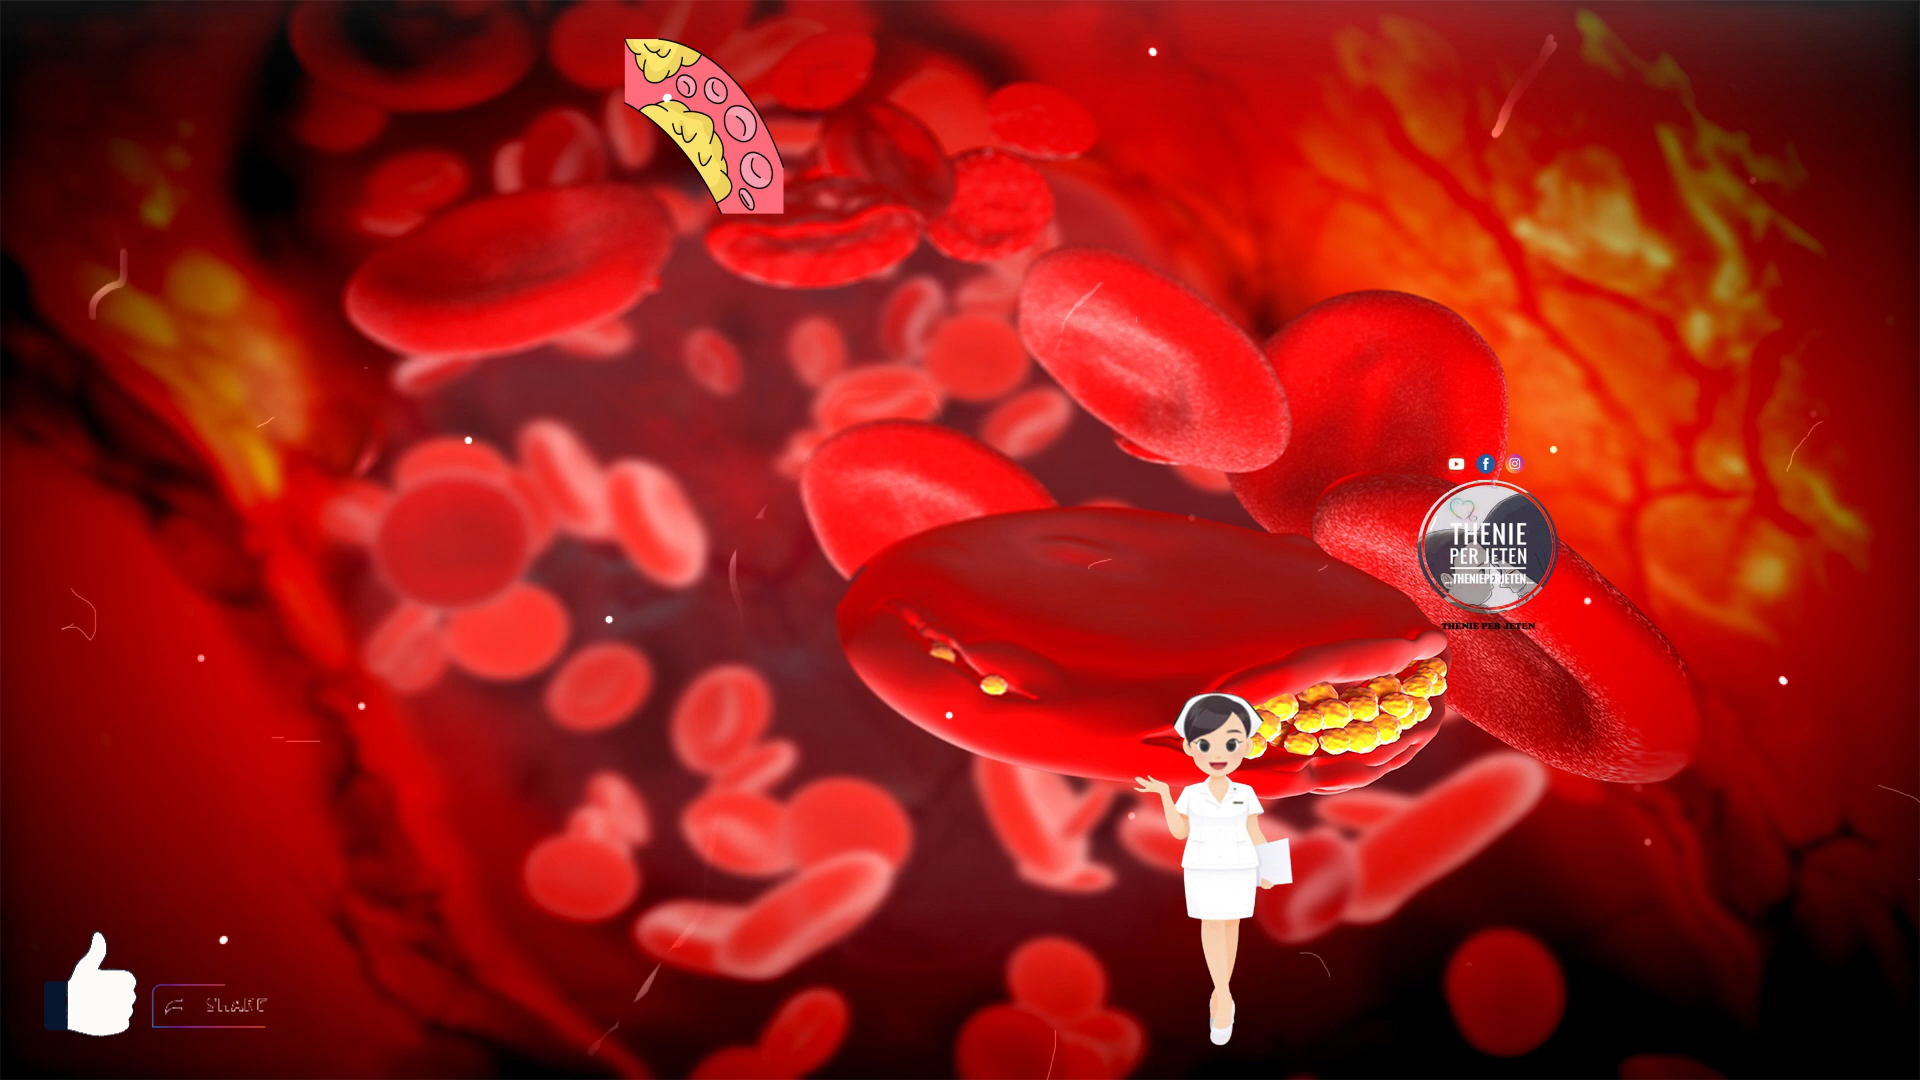 THENIE
PER JETEN
...THENIEPERJETEN...
THENIE PER JETEN
SHARE